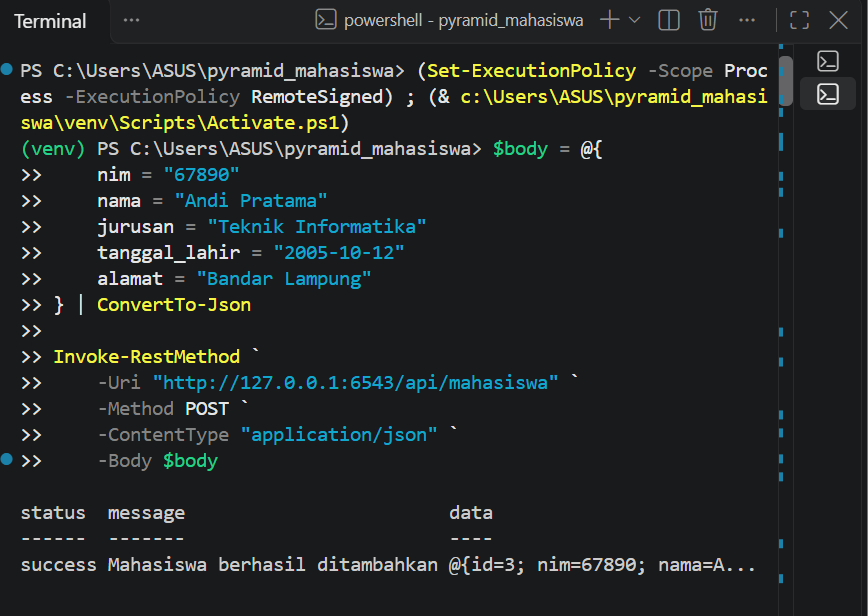 Terminal ··· powershell - pyramid_mahasiswa ···
PS C:\Users\ASUS\pyramid_mahasiswa> (Set-ExecutionPolicy -Scope Proc
ess -ExecutionPolicy RemoteSigned) ; (& c:\Users\ASUS\pyramid_mahasi
swa\venv\Scripts\Activate.ps1)
(venv) PS C:\Users\ASUS\pyramid_mahasiswa> $body = @{
>>     nim = "67890"
>>     nama = "Andi Pratama"
>>     jurusan = "Teknik Informatika"
>>     tanggal_lahir = "2005-10-12"
>>     alamat = "Bandar Lampung"
>> } | ConvertTo-Json
>>
>> Invoke-RestMethod `
>>     -Uri "http://127.0.0.1:6543/api/mahasiswa" `
>>     -Method POST `
>>     -ContentType "application/json" `
>>     -Body $body
status  message                        data
------  -------                        ----
success Mahasiswa berhasil ditambahkan @{id=3; nim=67890; nama=A...